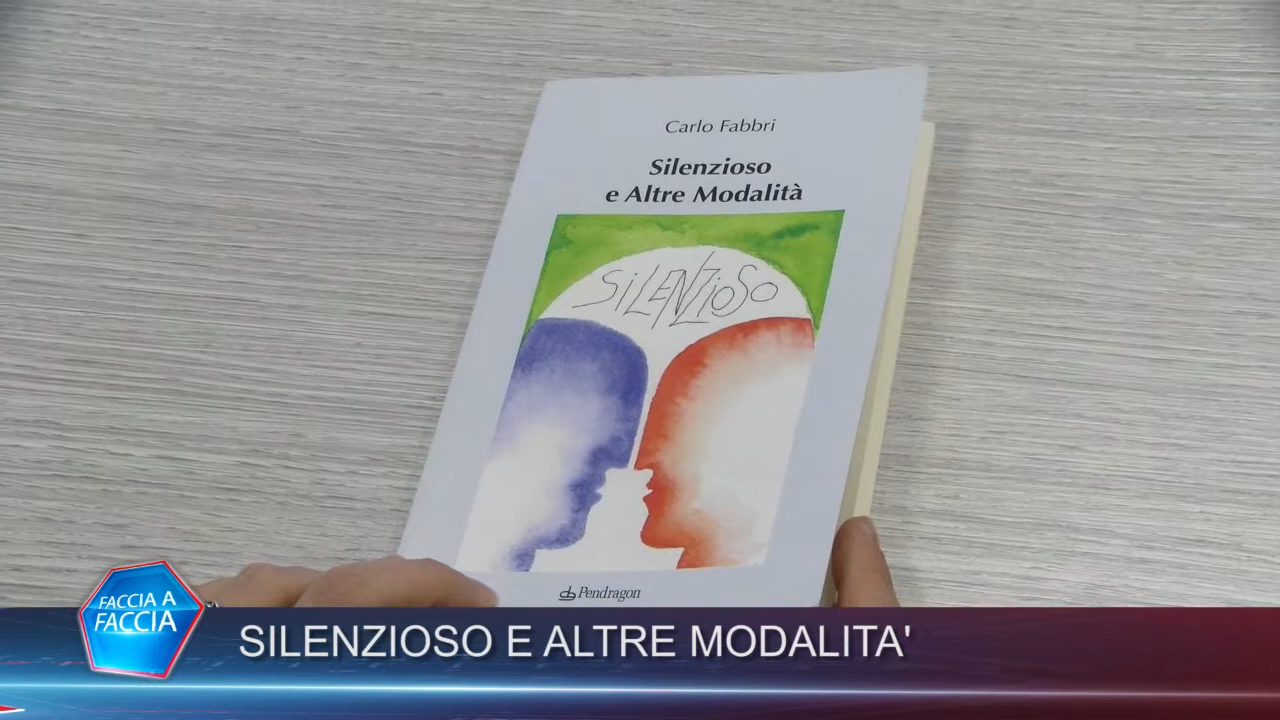 Carlo Fabbri
Silenzioso
e Altre Modalità
SiLENZioSo
Pendragon
FACCIA A
FACCIA
SILENZIOSO E ALTRE MODALITA'